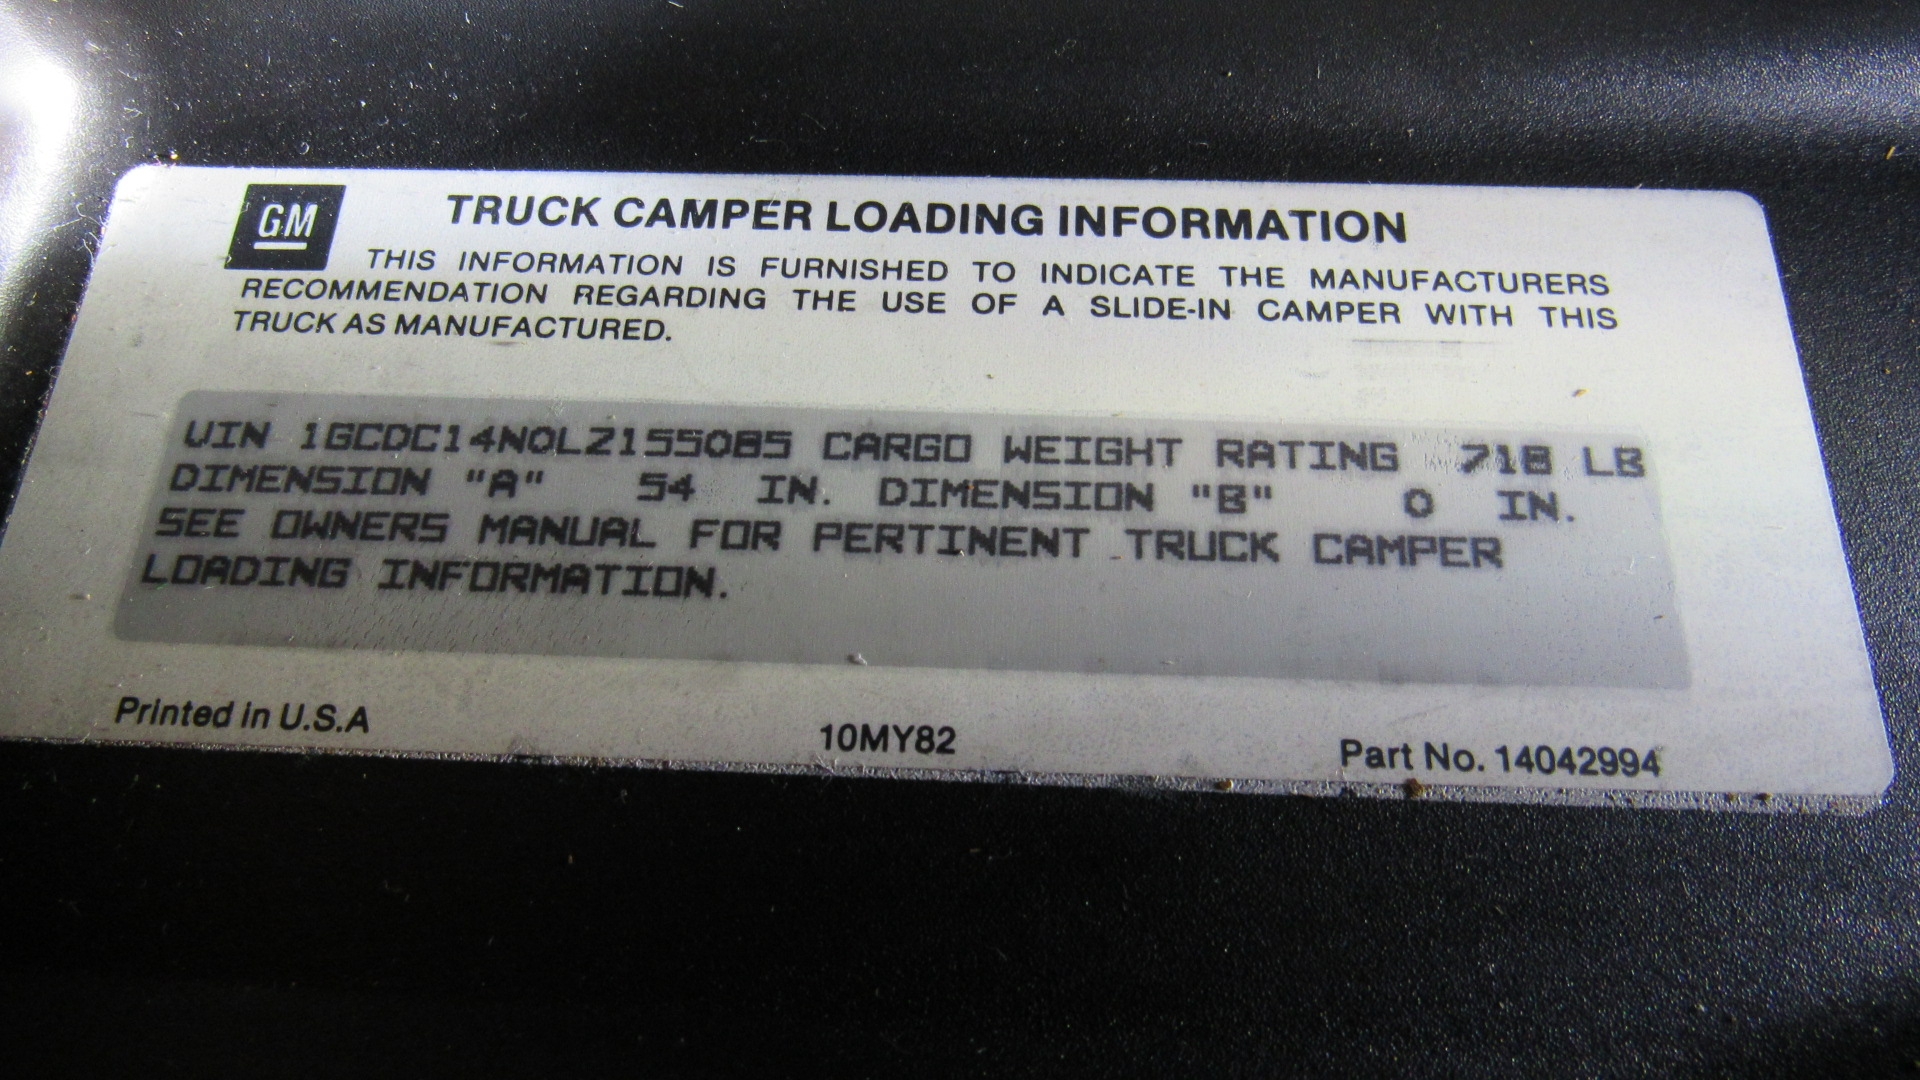 GM
TRUCK CAMPER LOADING INFORMATION
THIS INFORMATION IS FURNISHED TO INDICATE THE MANUFACTURERS
RECOMMENDATION REGARDING THE USE OF A SLIDE-IN CAMPER WITH THIS
TRUCK AS MANUFACTURED.
VIN 1GCDC14N0LZ155085 CARGO WEIGHT RATING 718 LB
DIMENSION "A" 54 IN. DIMENSION "B" 0 IN.
SEE OWNERS MANUAL FOR PERTINENT TRUCK CAMPER
LOADING INFORMATION.
Printed in U.S.A 10MY82 Part No. 14042994